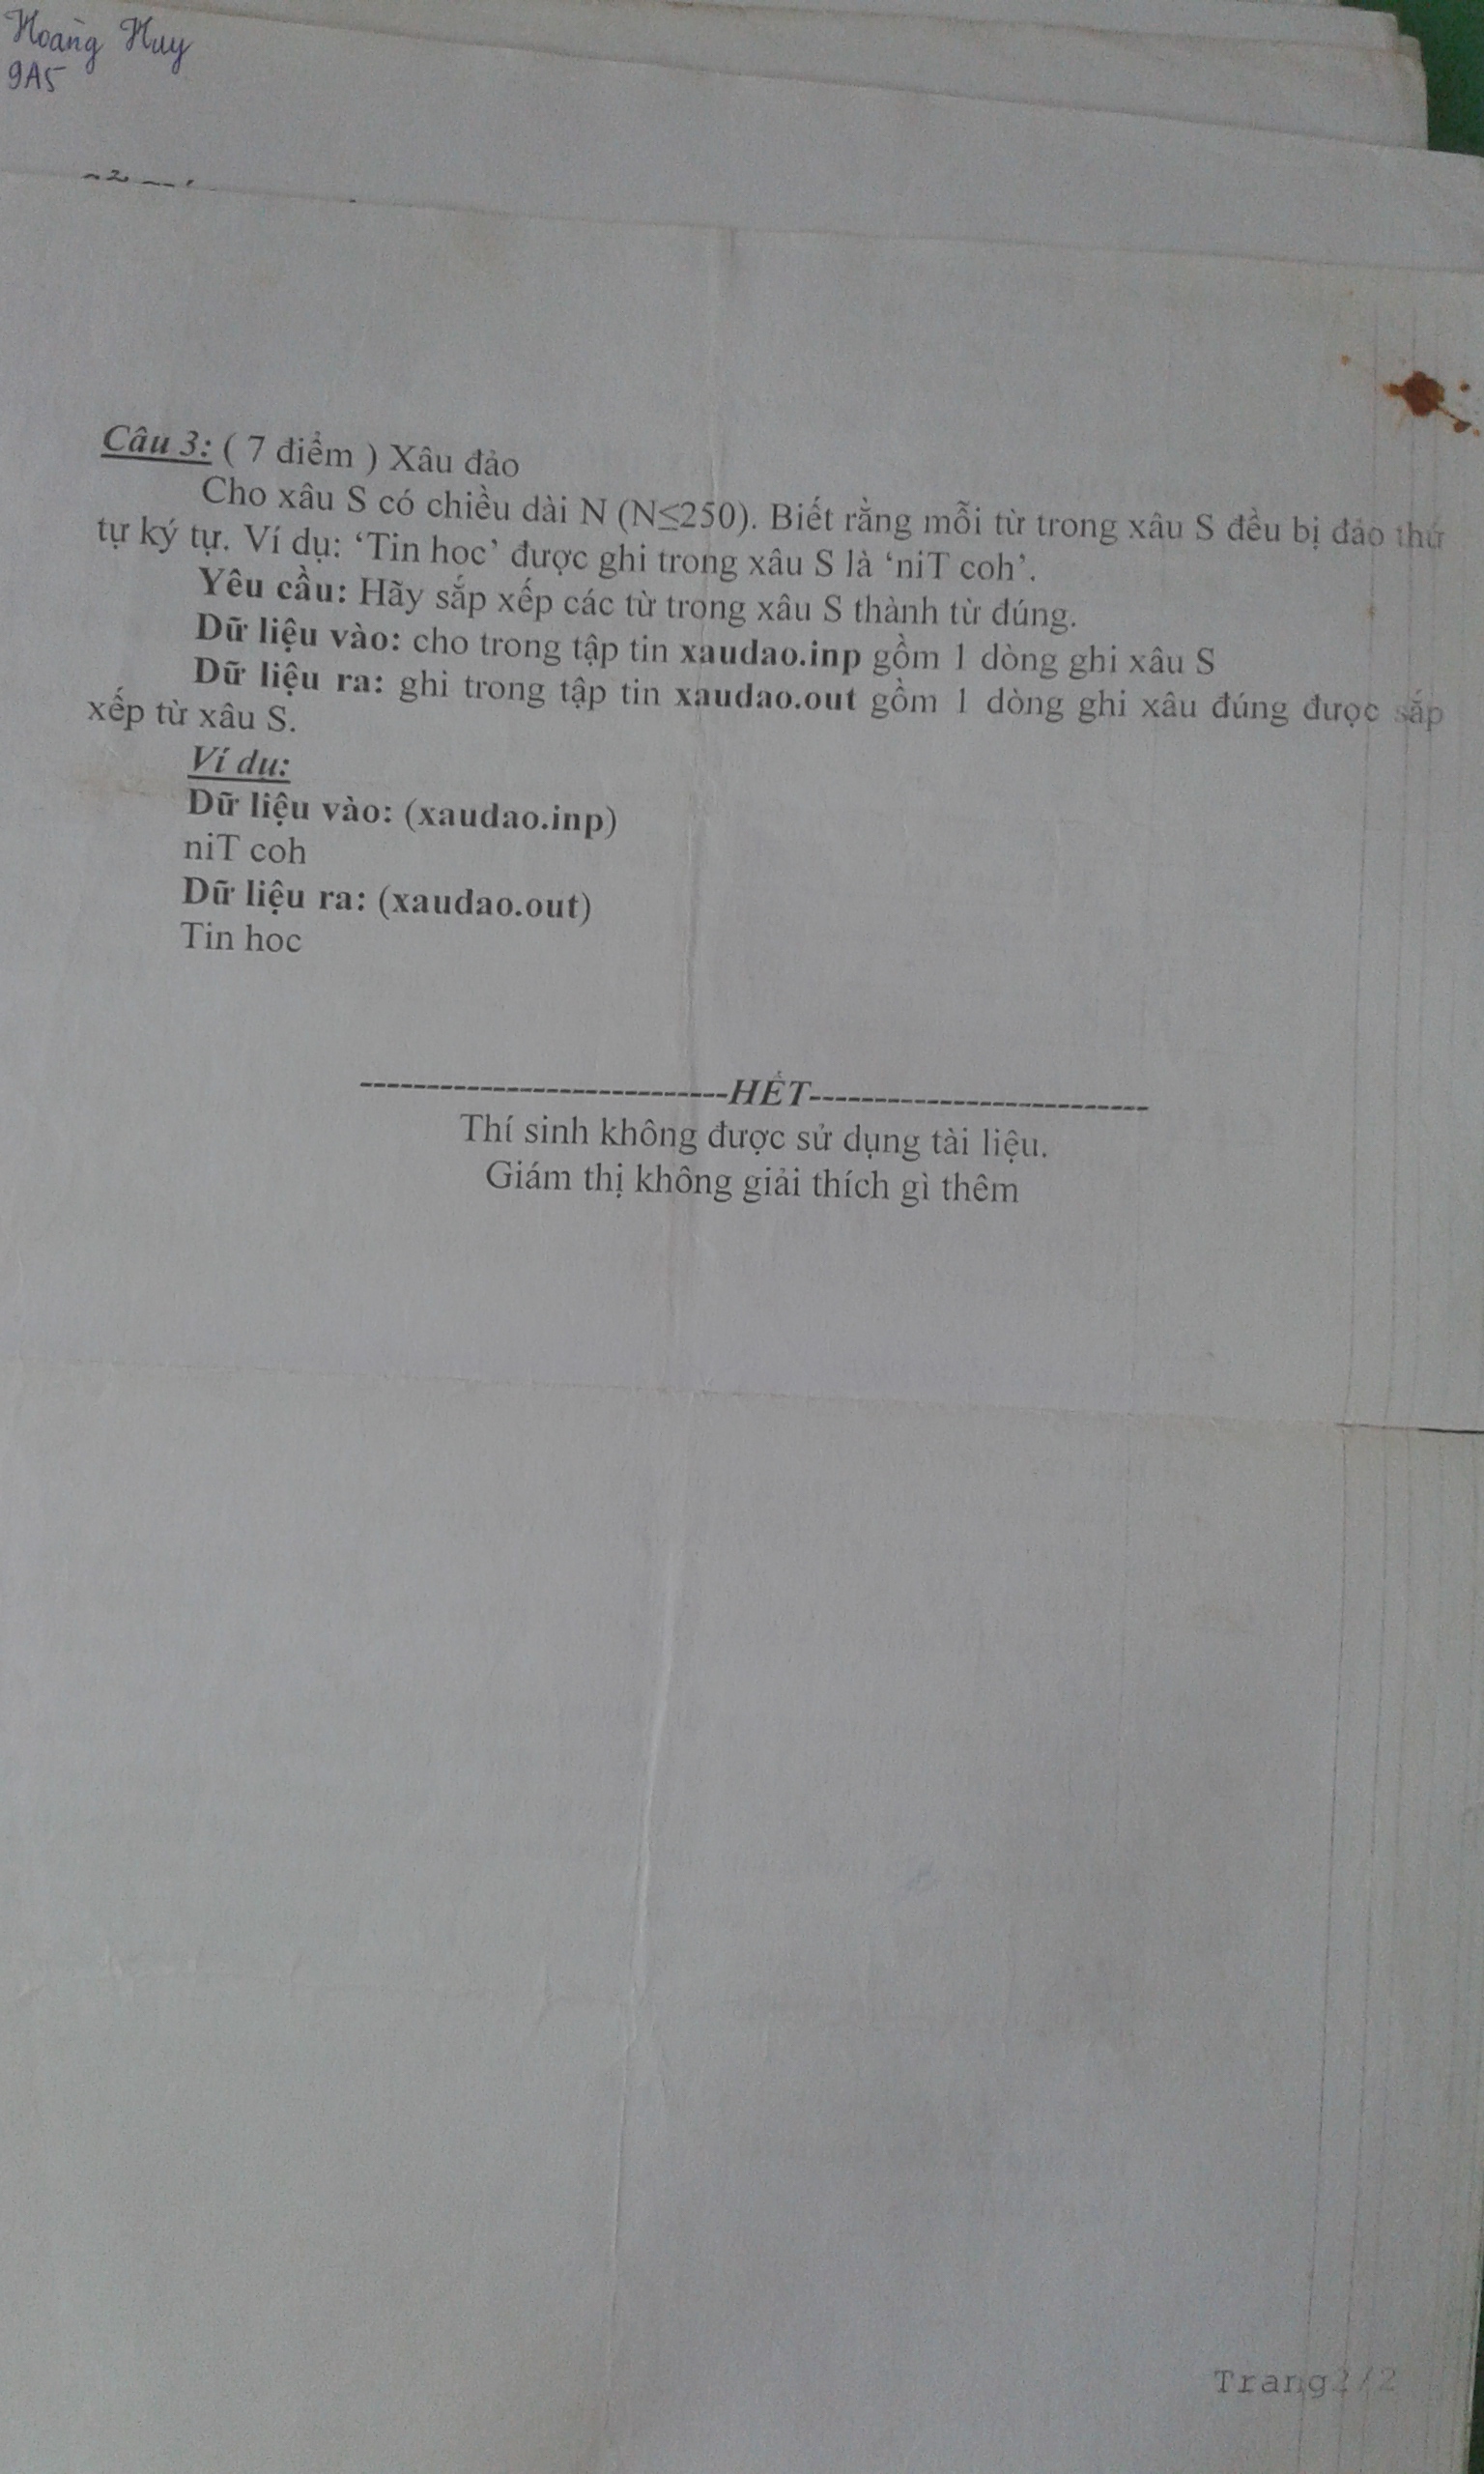 Hoàng Huy
9A5
Câu 3: ( 7 điểm ) Xâu đảo
Cho xâu S có chiều dài N (N≤250). Biết rằng mỗi từ trong xâu S đều bị đảo thứ
tự ký tự. Ví dụ: ‘Tin học’ được ghi trong xâu S là ‘niT coh’.
Yêu cầu: Hãy sắp xếp các từ trong xâu S thành từ đúng.
Dữ liệu vào: cho trong tập tin xaudao.inp gồm 1 dòng ghi xâu S
Dữ liệu ra: ghi trong tập tin xaudao.out gồm 1 dòng ghi xâu đúng được sắp
xếp từ xâu S.
Ví dụ:
Dữ liệu vào: (xaudao.inp)
niT coh
Dữ liệu ra: (xaudao.out)
Tin hoc
----------------------------HẾT--------------------------
Thí sinh không được sử dụng tài liệu.
Giám thị không giải thích gì thêm
Trang2/2